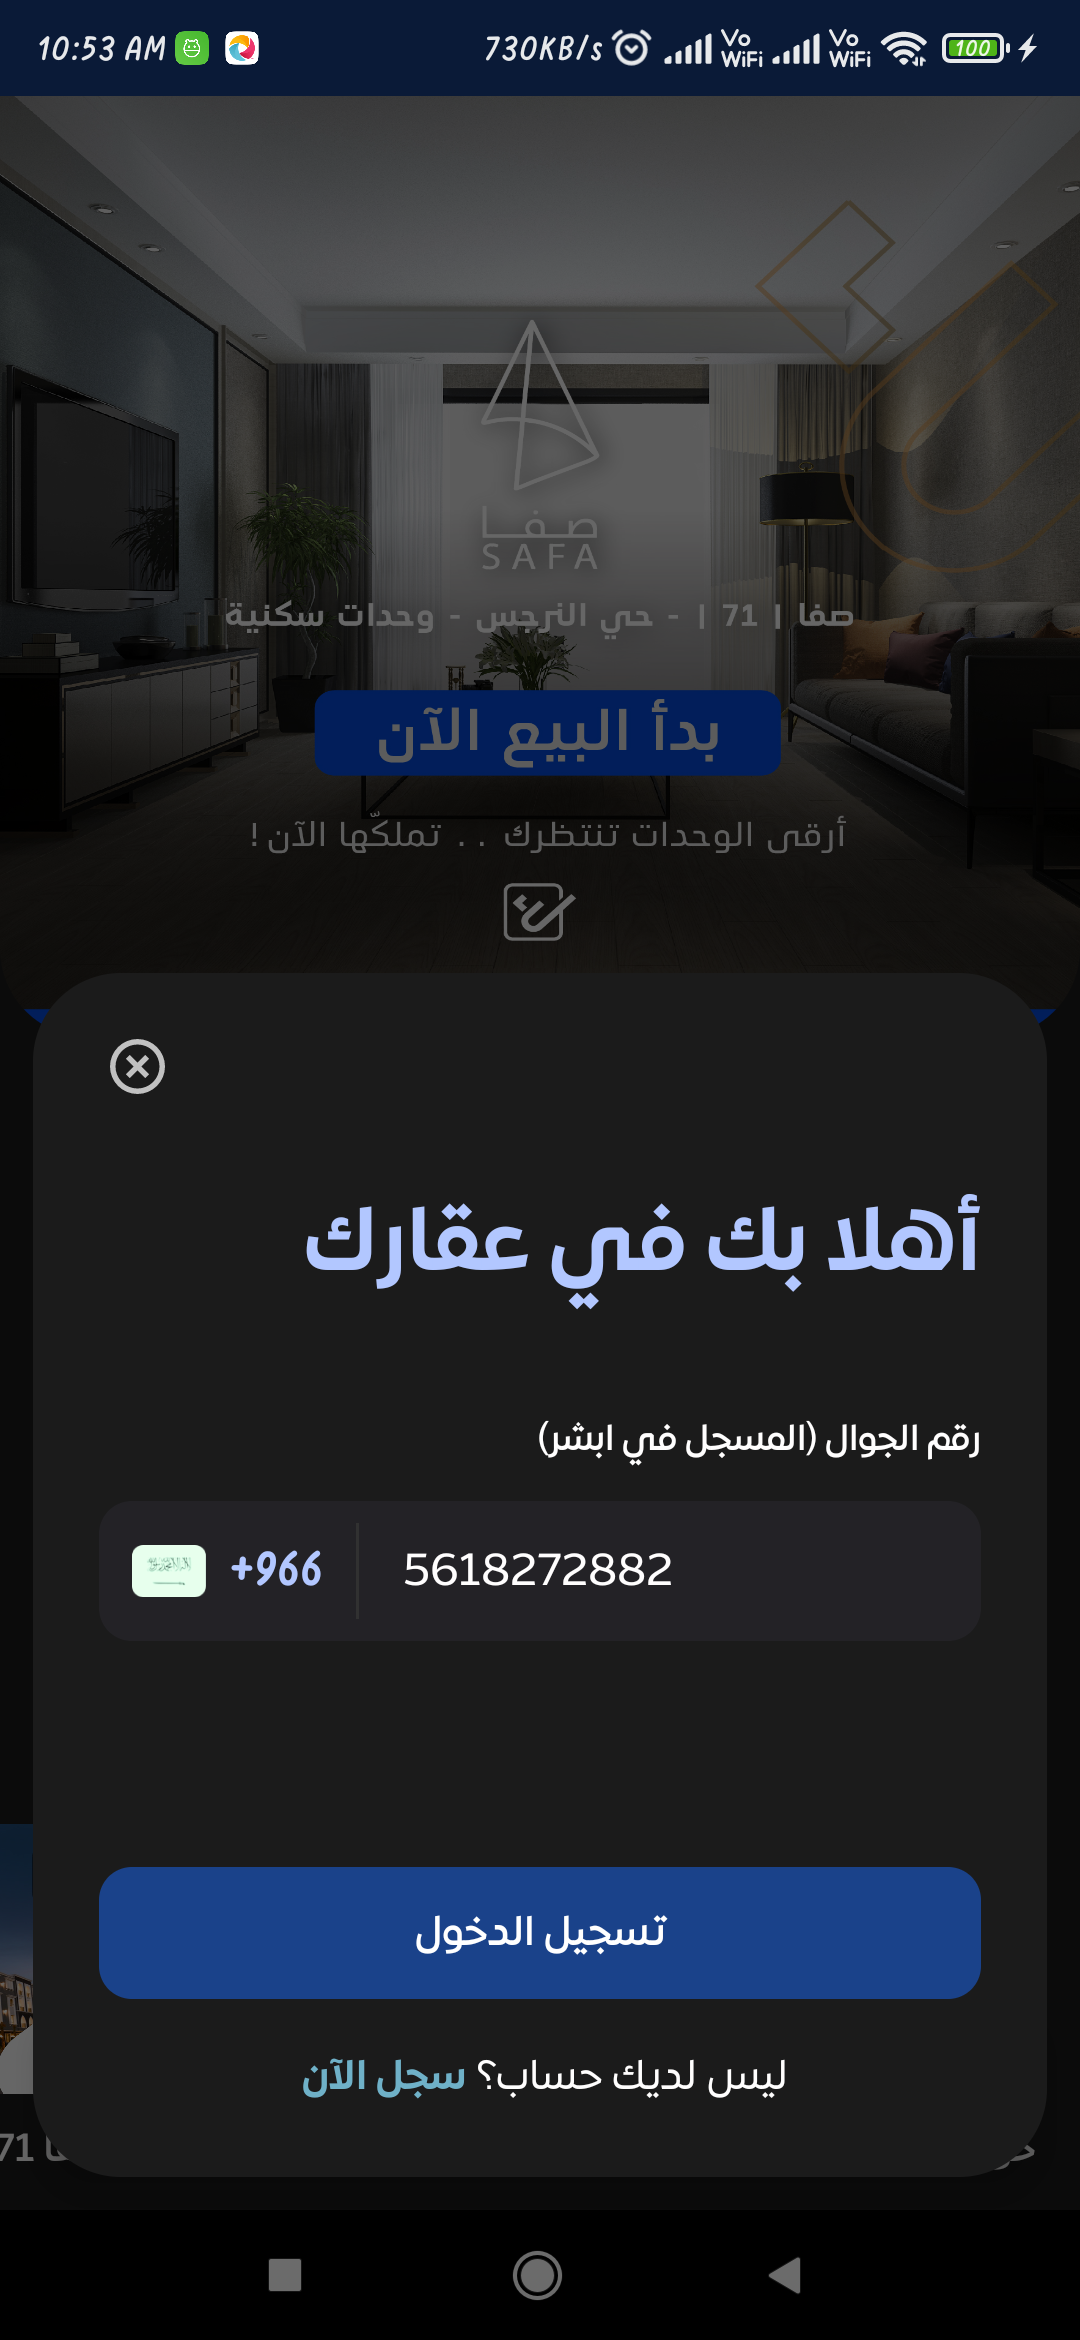 10:53 AM
730KB/s Vo WiFi Vo WiFi 100
صفا
SAFA
صفا | 71 | - حي النرجس - وحدات سكنية
بدأ البيع الآن
أرقى الوحدات تنتظرك . . تملكّها الآن !
أهلا بك في عقارك
رقم الجوال (المسجل في ابشر)
+966 5618272882
تسجيل الدخول
ليس لديك حساب؟ سجل الآن
71